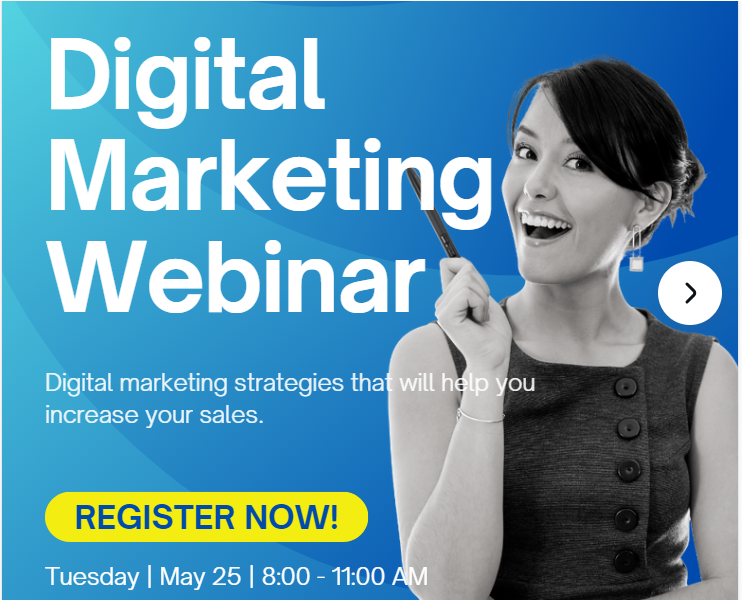 Digital
Marketing
Webinar
Digital marketing strategies that will help you
increase your sales.
REGISTER NOW!
Tuesday | May 25 | 8:00 - 11:00 AM